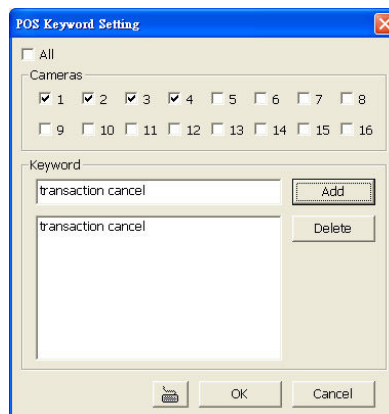 POS Keyword Setting
All
Cameras
1 2 3 4 5 6 7 8
9 10 11 12 13 14 15 16
Keyword
transaction cancel Add
transaction cancel Delete
OK Cancel